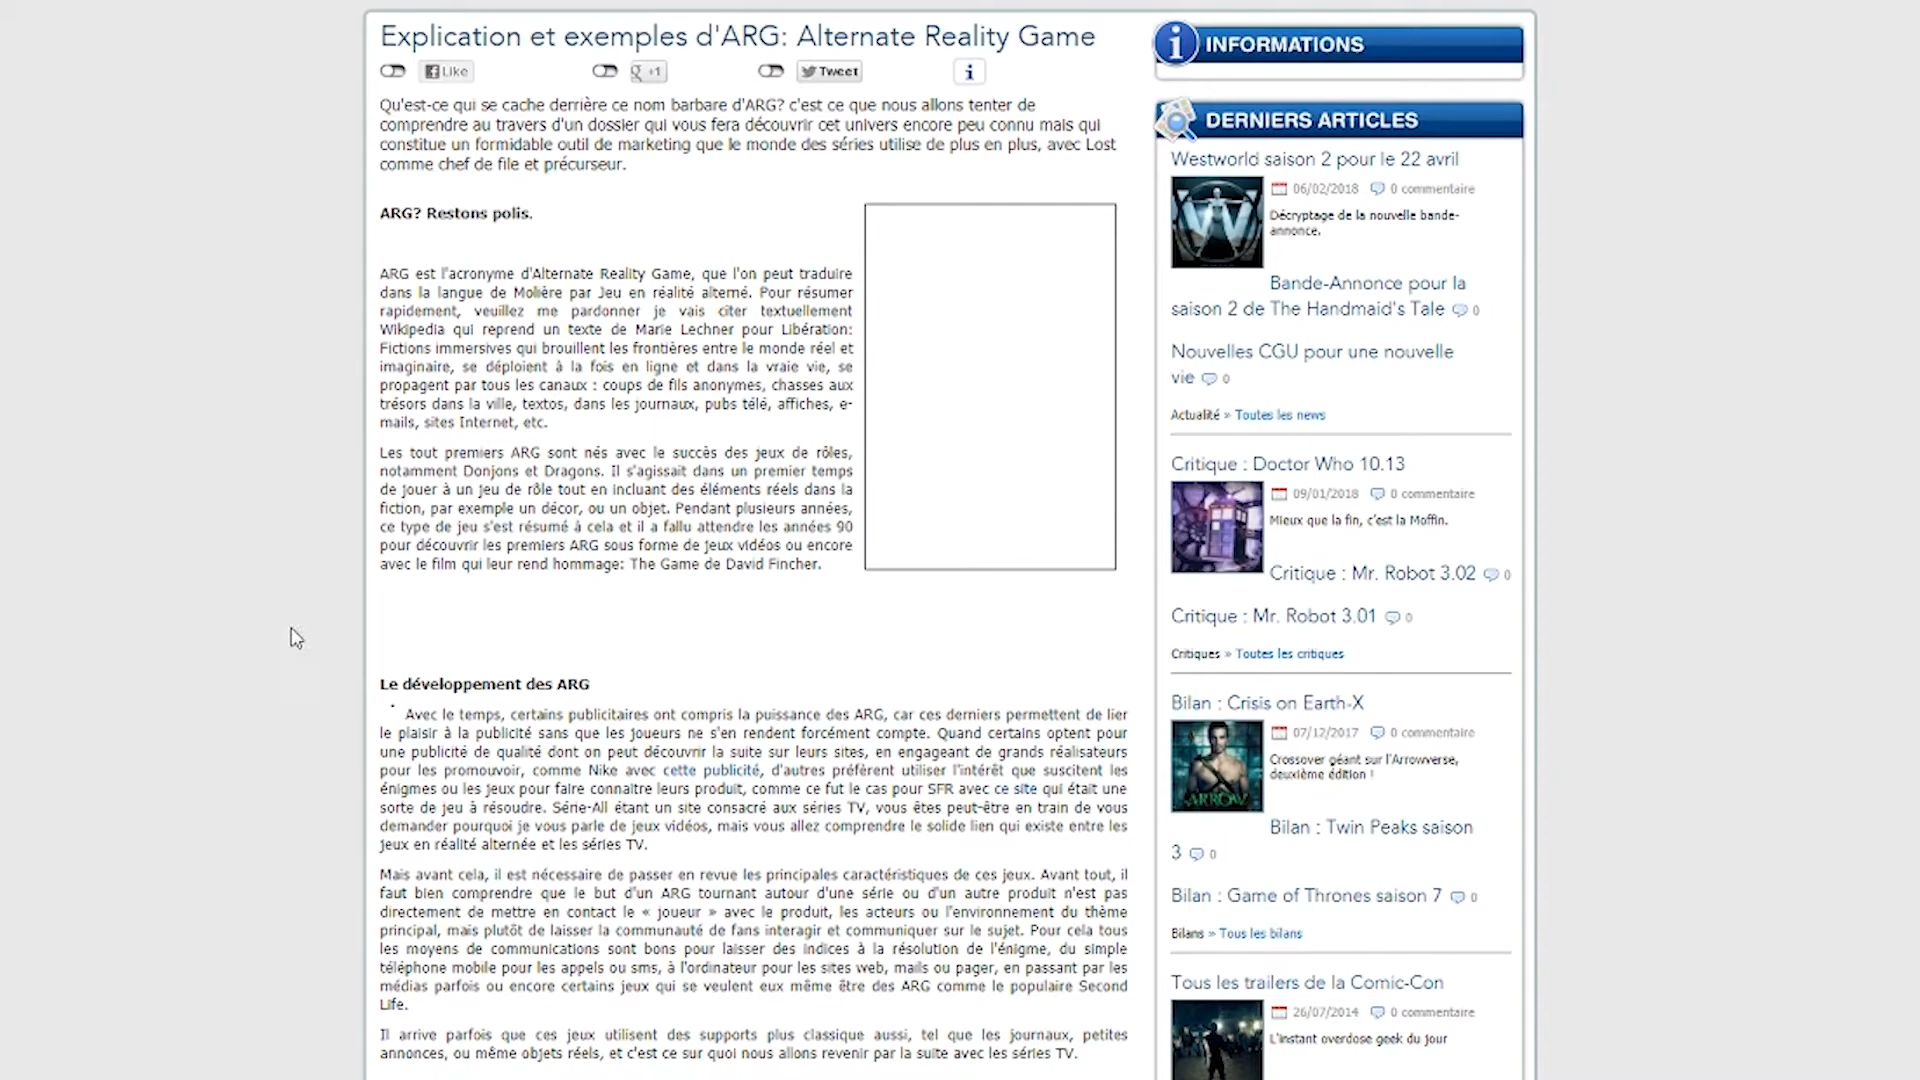 Explication et exemples d'ARG: Alternate Reality Game
Like
+1
Tweet
Qu'est-ce qui se cache derrière ce nom barbare d'ARG? c'est ce que nous allons tenter de
comprendre au travers d'un dossier qui vous fera découvrir cet univers encore peu connu mais qui
constitue un formidable outil de marketing que le monde des séries utilise de plus en plus, avec Lost
comme chef de file et précurseur.
ARG? Restons polis.
ARG est l'acronyme d'Alternate Reality Game, que l'on peut traduire
dans la langue de Molière par Jeu en réalité alterné. Pour résumer
rapidement, veuillez me pardonner je vais citer textuellement
Wikipedia qui reprend un texte de Marie Lechner pour Libération:
Fictions immersives qui brouillent les frontières entre le monde réel et
imaginaire, se déploient à la fois en ligne et dans la vraie vie, se
propagent par tous les canaux : coups de fils anonymes, chasses aux
trésors dans la ville, textos, dans les journaux, pubs télé, affiches, e-
mails, sites Internet, etc.
Les tout premiers ARG sont nés avec le succès des jeux de rôles,
notamment Donjons et Dragons. Il s'agissait dans un premier temps
de jouer à un jeu de rôle tout en incluant des éléments réels dans la
fiction, par exemple un décor, ou un objet. Pendant plusieurs années,
ce type de jeu s'est résumé à cela et il a fallu attendre les années 90
pour découvrir les premiers ARG sous forme de jeux vidéos ou encore
avec le film qui leur rend hommage: The Game de David Fincher.
Le développement des ARG
Avec le temps, certains publicitaires ont compris la puissance des ARG, car ces derniers permettent de lier
le plaisir à la publicité sans que les joueurs ne s'en rendent forcément compte. Quand certains optent pour
une publicité de qualité dont on peut découvrir la suite sur leurs sites, en engageant de grands réalisateurs
pour les promouvoir, comme Nike avec cette publicité, d'autres préfèrent utiliser l'intérêt que suscitent les
énigmes ou les jeux pour faire connaître leurs produit, comme ce fut le cas pour SFR avec ce site qui était une
sorte de jeu à résoudre. Série-All étant un site consacré aux séries TV, vous êtes peut-être en train de vous
demander pourquoi je vous parle de jeux vidéos, mais vous allez comprendre le solide lien qui existe entre les
jeux en réalité alternée et les séries TV.
Mais avant cela, il est nécessaire de passer en revue les principales caractéristiques de ces jeux. Avant tout, il
faut bien comprendre que le but d'un ARG tournant autour d'une série ou d'un autre produit n'est pas
directement de mettre en contact le « joueur » avec le produit, les acteurs ou l'environnement du thème
principal, mais plutôt de laisser la communauté de fans interagir et communiquer sur le sujet. Pour cela tous
les moyens de communications sont bons pour laisser des indices à la résolution de l'énigme, du simple
téléphone mobile pour les appels ou sms, à l'ordinateur pour les sites web, mails ou pager, en passant par les
médias parfois ou encore certains jeux qui se veulent eux même être des ARG comme le populaire Second
Life.
Il arrive parfois que ces jeux utilisent des supports plus classique aussi, tel que les journaux, petites
annonces, ou même objets réels, et c'est ce sur quoi nous allons revenir par la suite avec les séries TV.
INFORMATIONS
DERNIERS ARTICLES
Westworld saison 2 pour le 22 avril
06/02/2018 0 commentaire
Décryptage de la nouvelle bande-
annonce.
Bande-Annonce pour la
saison 2 de The Handmaid's Tale 0
Nouvelles CGU pour une nouvelle
vie 0
Actualité » Toutes les news
Critique : Doctor Who 10.13
09/01/2018 0 commentaire
Mieux que la fin, c'est la Moffin.
Critique : Mr. Robot 3.02 0
Critique : Mr. Robot 3.01 0
Critiques » Toutes les critiques
Bilan : Crisis on Earth-X
07/12/2017 0 commentaire
Crossover géant sur l'Arrowverse,
deuxième édition !
ARROW
Bilan : Twin Peaks saison
3 0
Bilan : Game of Thrones saison 7 0
Bilans » Tous les bilans
Tous les trailers de la Comic-Con
26/07/2014 0 commentaire
L'instant overdose geek du jour